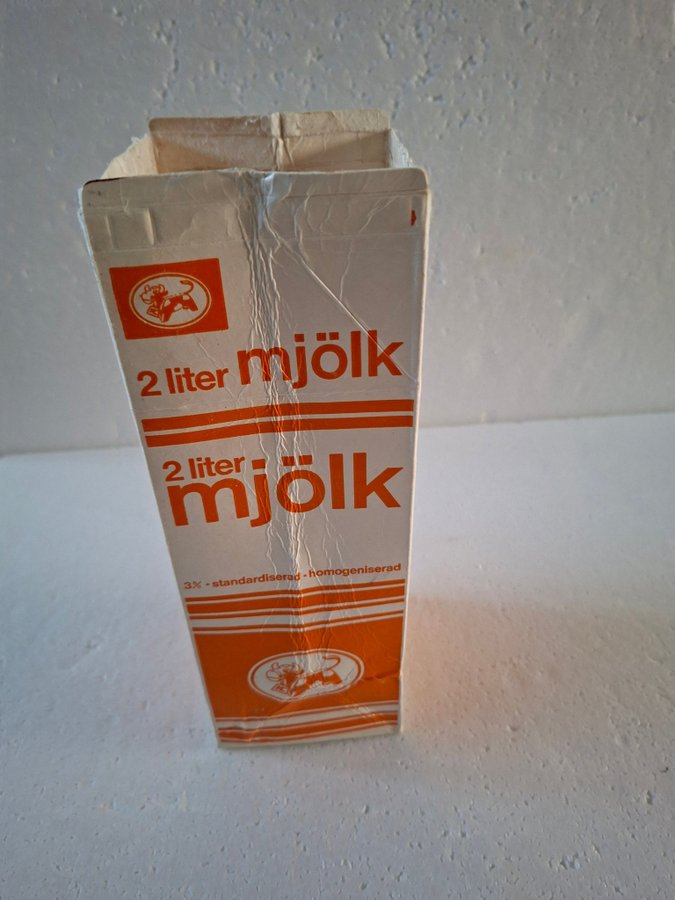 2 liter mjölk
2 liter
mjölk
3% - standardiserad - homogeniserad